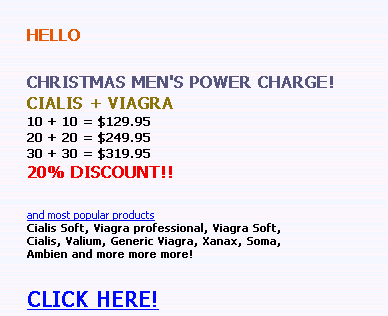 HELLO
CHRISTMAS MEN'S POWER CHARGE!
CIALIS + VIAGRA
10 + 10 = $129.95
20 + 20 = $249.95
30 + 30 = $319.95
20% DISCOUNT!!
and most popular products
Cialis Soft, Viagra professional, Viagra Soft,
Cialis, Valium, Generic Viagra, Xanax, Soma,
Ambien and more more more!
CLICK HERE!